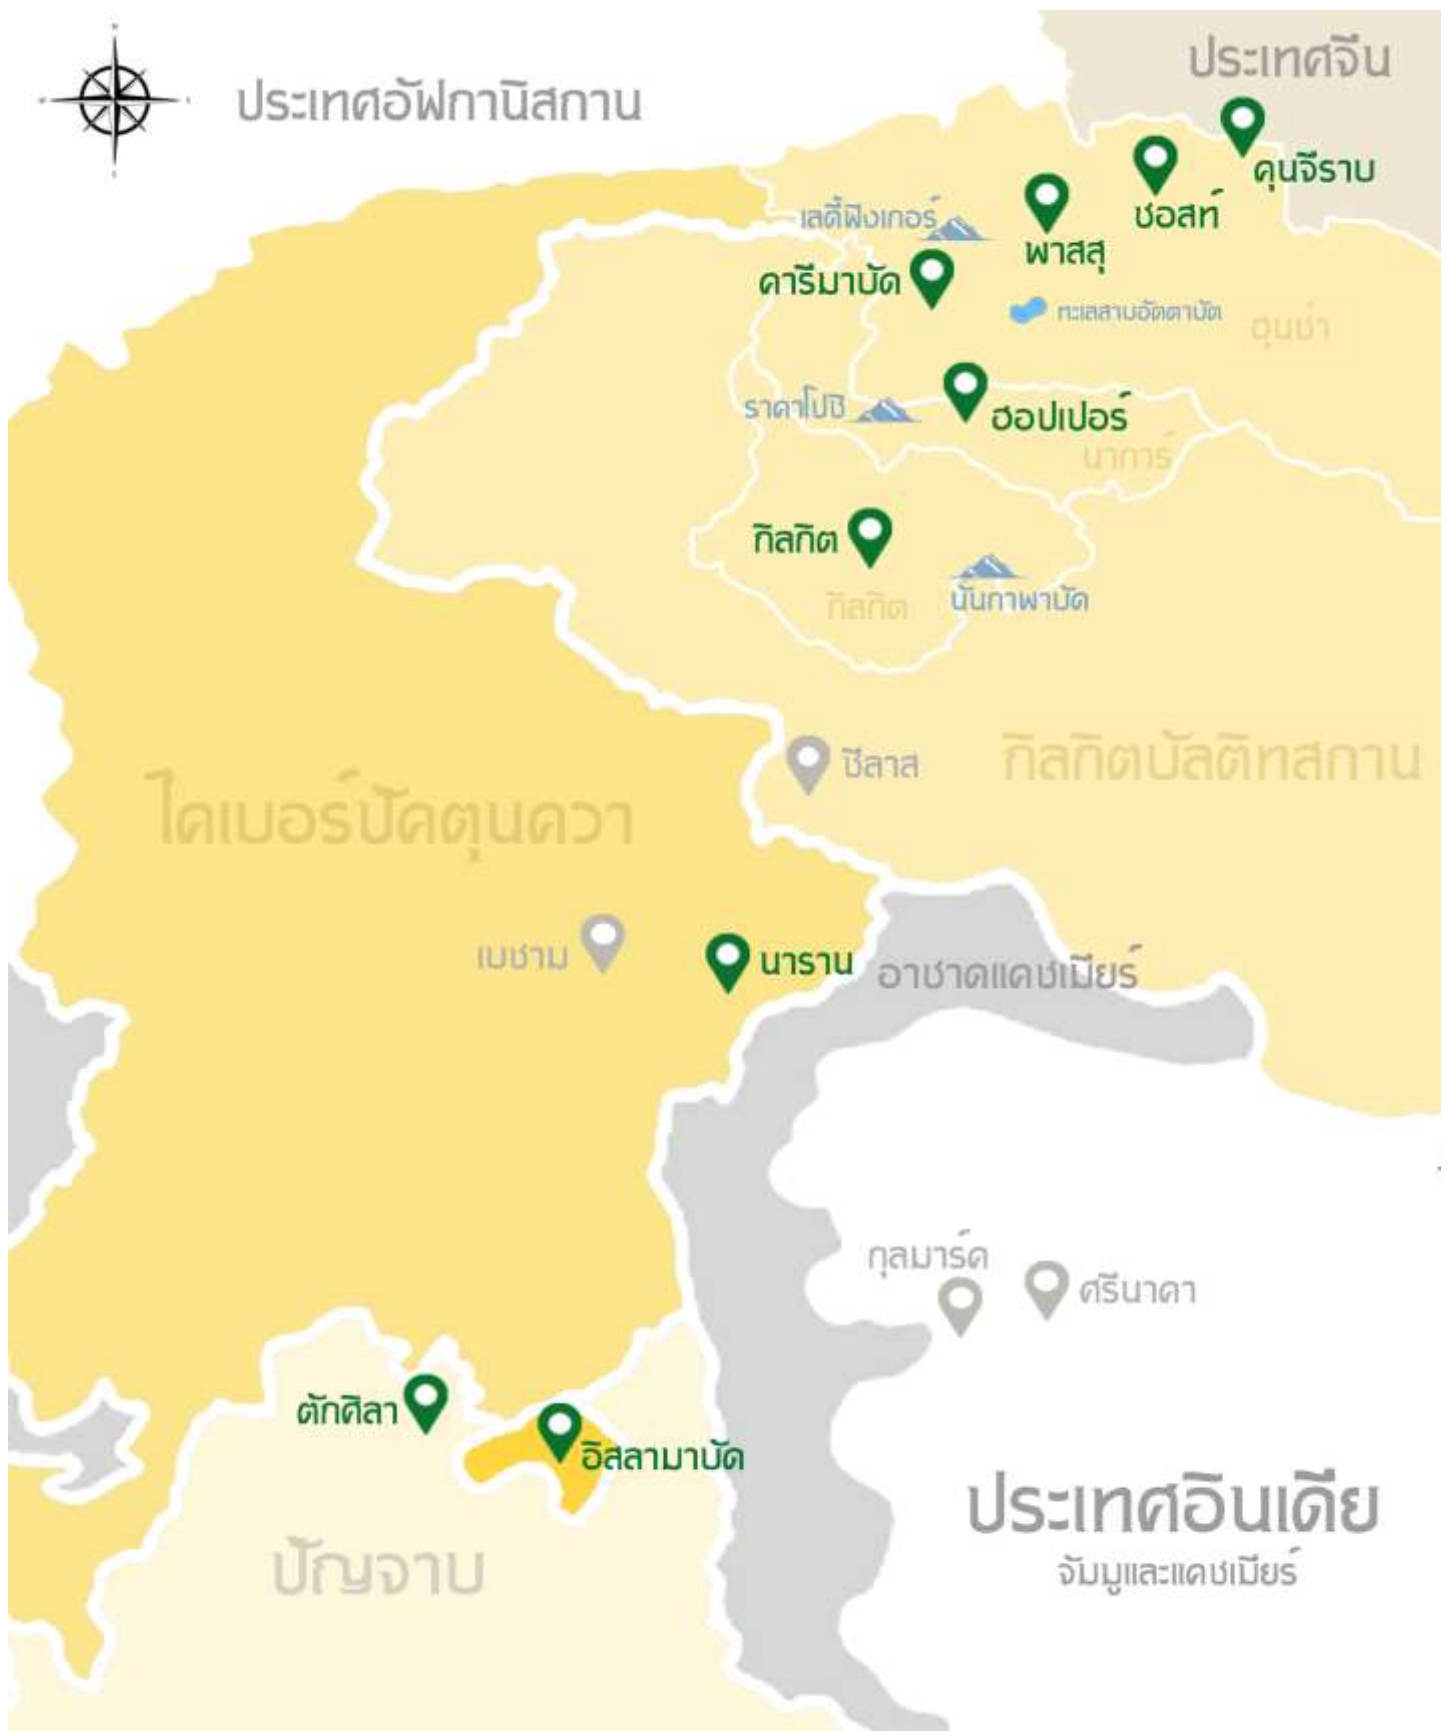 ประเทศจีน
ประเทศอัฟกานิสถาน
คุนจีราบ
ซอสท์
เลดี้ฟิงเกอร์
พาสสุ
คารีมาบัด
ทะเลสาบอัตตาบัด
ฮุนซ่า
ราคาโปชิ
ฮอปเปอร์
นาการ์
กิลกิต
กิลกิต
นันกาพาบัด
ชีลาส
กิลกิตบัลติทสถาน
ไคเบอร์ปัคตุนควา
เบชาม
นาราน
อาซาดแคชเมียร์
กุลมาร์ค
ศรีนาคา
ตักศิลา
อิสลามาบัด
ประเทศอินเดีย
จัมมูและแคชเมียร์
ปัญจาบ